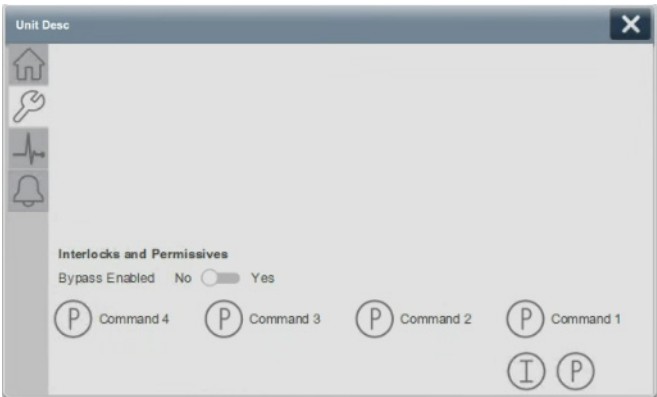 Unit Desc
Interlocks and Permissives
Bypass Enabled No Yes
P Command 4 P Command 3 P Command 2 P Command 1
I P